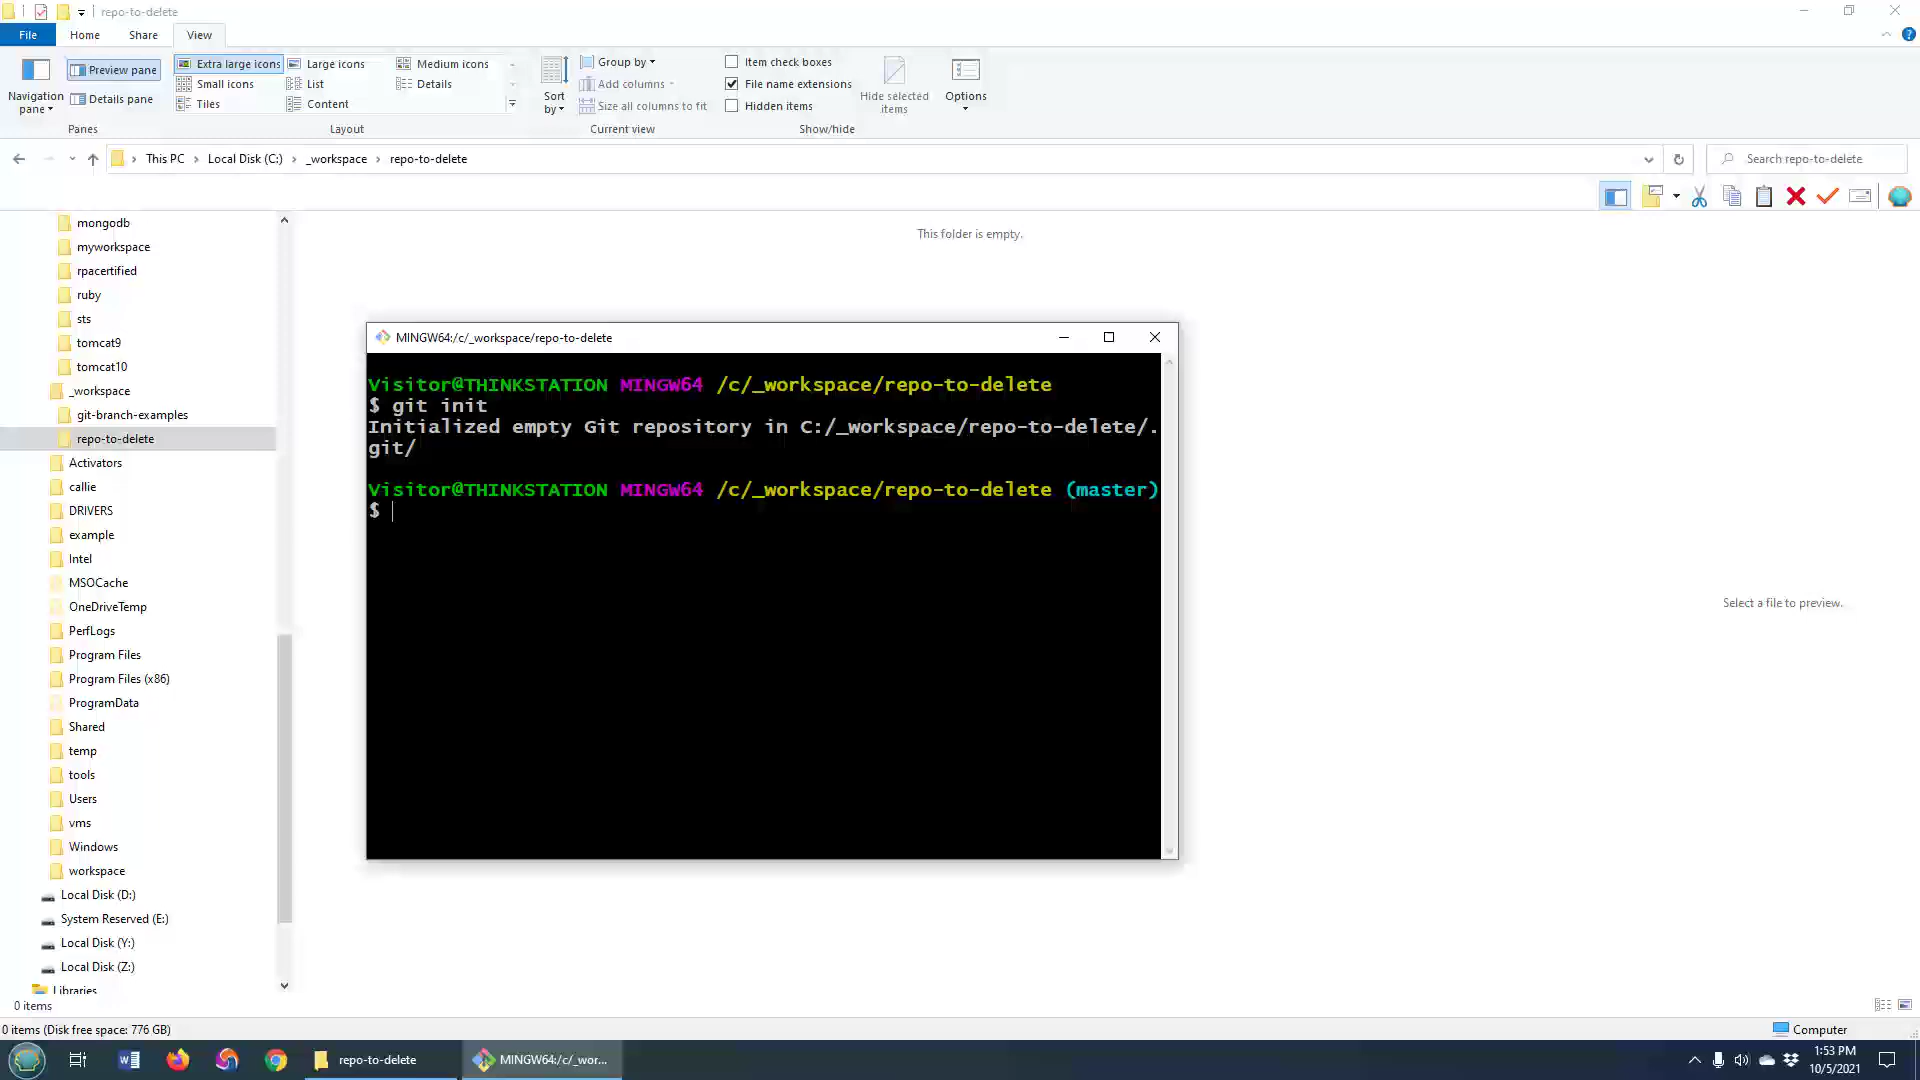 repo-to-delete
File
Home
Share
View
Navigation pane
Preview pane
Details pane
Panes
Extra large icons
Large icons
Medium icons
Small icons
List
Details
Tiles
Content
Layout
Sort by
Group by
Add columns
Size all columns to fit
Current view
Item check boxes
File name extensions
Hidden items
Hide selected items
Show/hide
Options
This PC > Local Disk (C:) > _workspace > repo-to-delete
Search repo-to-delete
mongodb
myworkspace
rpacertified
ruby
sts
tomcat9
tomcat10
_workspace
git-branch-examples
repo-to-delete
Activators
callie
DRIVERS
example
Intel
MSOCache
OneDriveTemp
PerfLogs
Program Files
Program Files (x86)
ProgramData
Shared
temp
tools
Users
vms
Windows
workspace
Local Disk (D:)
System Reserved (E:)
Local Disk (Y:)
Local Disk (Z:)
Libraries
This folder is empty.
MINGW64:/c/_workspace/repo-to-delete
Visitor@THINKSTATION MINGW64 /c/_workspace/repo-to-delete
$ git init
Initialized empty Git repository in C:/_workspace/repo-to-delete/.
git/
Visitor@THINKSTATION MINGW64 /c/_workspace/repo-to-delete (master)
$
Select a file to preview.
0 items
0 items (Disk free space: 776 GB)
Computer
repo-to-delete
MINGW64:/c/_wor...
1:53 PM
10/5/2021